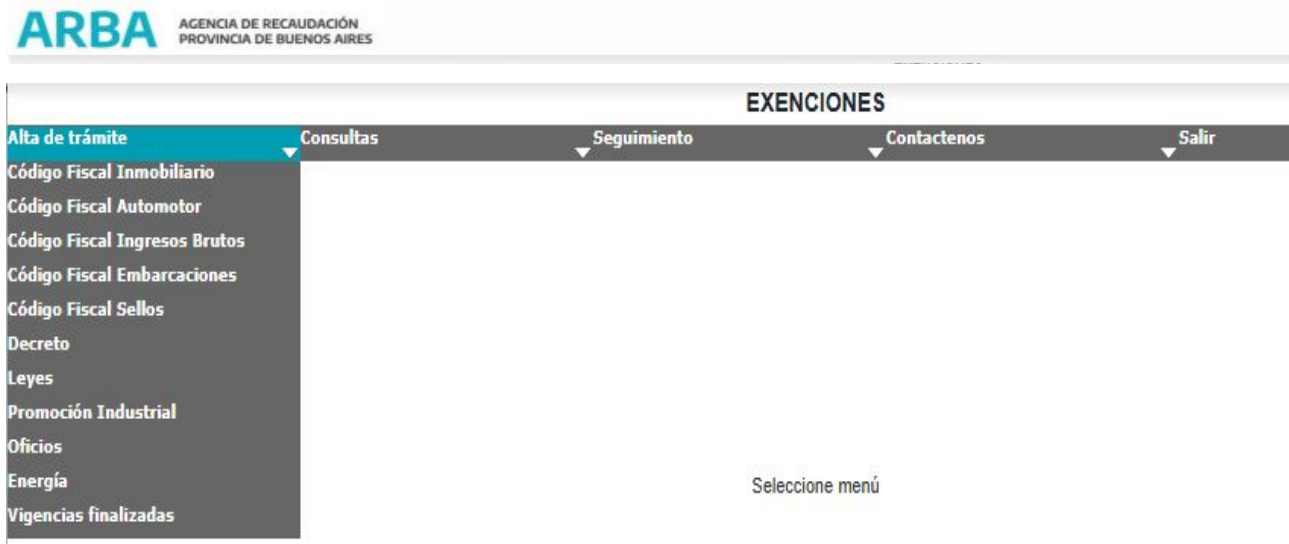 ARBA AGENCIA DE RECAUDACIÓN
PROVINCIA DE BUENOS AIRES
EXENCIONES
Alta de trámite Consultas Seguimiento Contactenos Salir
Código Fiscal Inmobiliario
Código Fiscal Automotor
Código Fiscal Ingresos Brutos
Código Fiscal Embarcaciones
Código Fiscal Sellos
Decreto
Leyes
Promoción Industrial
Oficios
Energía
Seleccione menú
Vigencias finalizadas